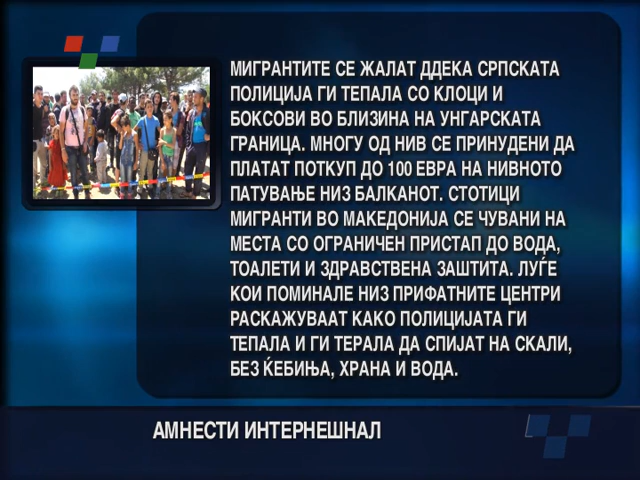 МИГРАНТИТЕ СЕ ЖАЛАТ ДДЕКА СРПСКАТА
ПОЛИЦИЈА ГИ ТЕПАЛА СО КЛОЦИ И
БОКСОВИ ВО БЛИЗИНА НА УНГАРСКАТА
ГРАНИЦА. МНОГУ ОД НИВ СЕ ПРИНУДЕНИ ДА
ПЛАТАТ ПОТКУП ДО 100 ЕВРА НА НИВНОТО
ПАТУВАЊЕ НИЗ БАЛКАНОТ. СТОТИЦИ
МИГРАНТИ ВО МАКЕДОНИЈА СЕ ЧУВАНИ НА
МЕСТА СО ОГРАНИЧЕН ПРИСТАП ДО ВОДА,
ТОАЛЕТИ И ЗДРАВСТВЕНА ЗАШТИТА. ЛУЃЕ
КОИ ПОМИНАЛЕ НИЗ ПРИФАТНИТЕ ЦЕНТРИ
РАСКАЖУВААТ КАКО ПОЛИЦИЈАТА ГИ
ТЕПАЛА И ГИ ТЕРАЛА ДА СПИЈАТ НА СКАЛИ,
БЕЗ ЌЕБИЊА, ХРАНА И ВОДА.
АМНЕСТИ ИНТЕРНЕШНАЛ